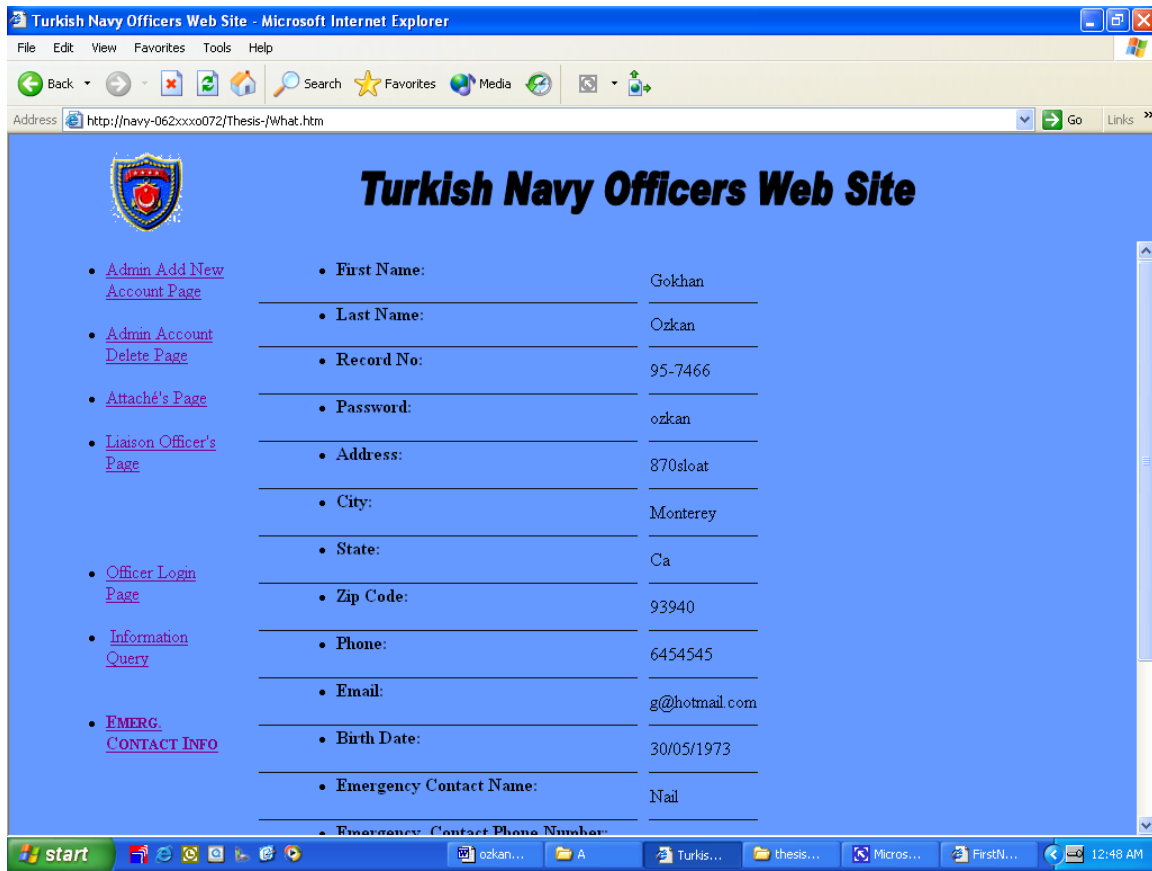 Turkish Navy Officers Web Site - Microsoft Internet Explorer
File Edit View Favorites Tools Help
Back Search Favorites Media
Address http://navy-062xxxo072/Thesis-/What.htm Go Links »
Turkish Navy Officers Web Site
Admin Add New
Account Page
Admin Account
Delete Page
Attaché's Page
Liaison Officer's
Page
Officer Login
Page
Information
Query
EMERG.
CONTACT INFO
First Name: Gokhan
Last Name: Ozkan
Record No: 95-7466
Password: ozkan
Address: 870sloat
City: Monterey
State: Ca
Zip Code: 93940
Phone: 6454545
Email: g@hotmail.com
Birth Date: 30/05/1973
Emergency Contact Name: Nail
Emergency Contact Phone Number:
start ozkan... A Turkis... thesis... Micros... FirstN... 12:48 AM